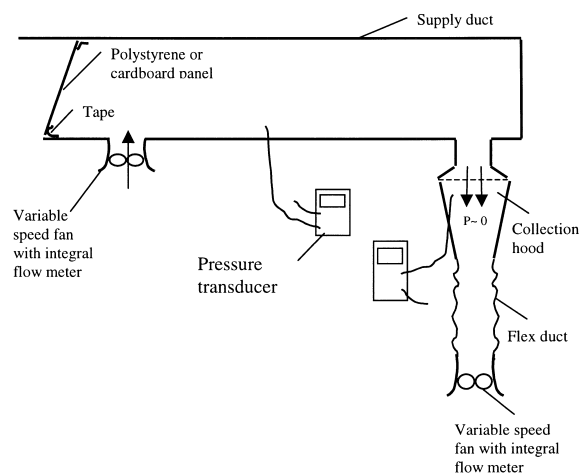 Supply duct
Polystyrene or
cardboard panel
Tape
Variable
speed fan
with integral
flow meter
Pressure
transducer
P~ 0
Collection
hood
Flex duct
Variable speed
fan with integral
flow meter